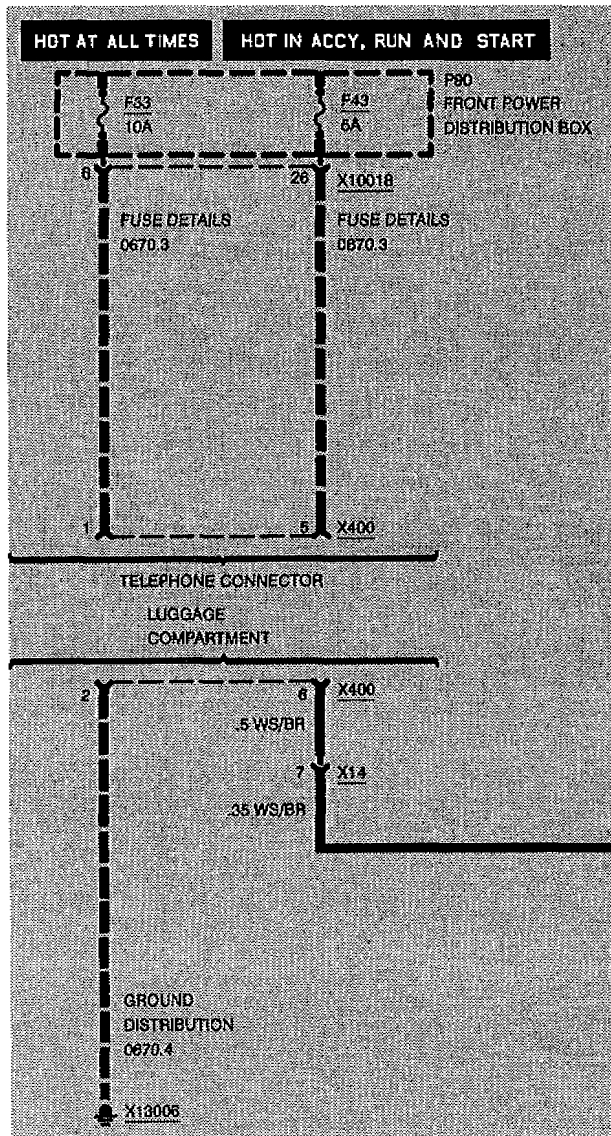 HOT AT ALL TIMES
HOT IN ACCY, RUN AND START
P90
FRONT POWER
DISTRIBUTION BOX
F33
10A
F43
5A
6
26
X10018
FUSE DETAILS
0670.3
FUSE DETAILS
0670.3
1
5
X400
TELEPHONE CONNECTOR
LUGGAGE
COMPARTMENT
2
6
X400
.5 WS/BR
7
X14
.35 WS/BR
GROUND
DISTRIBUTION
0670.4
X13006